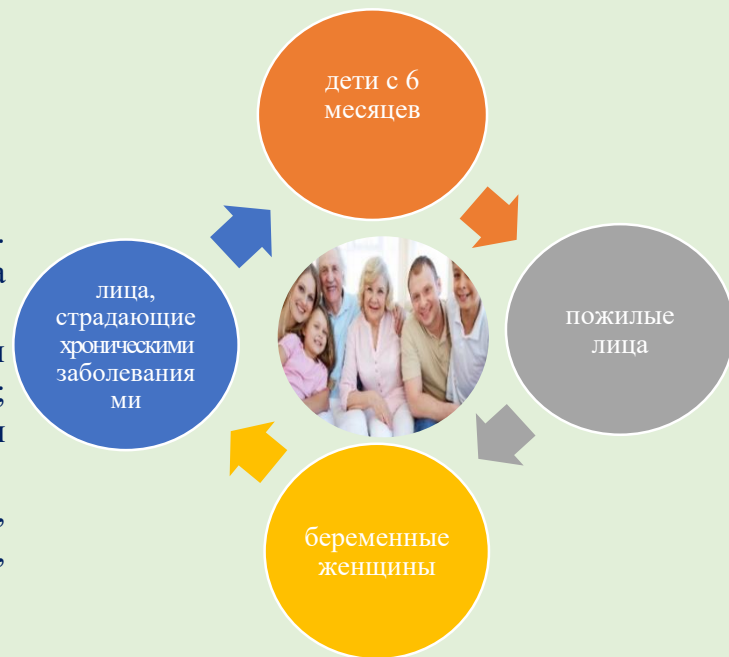 дети с 6
месяцев
лица,
страдающие
хроническими
заболевания
ми
пожилые
лица
беременные
женщины